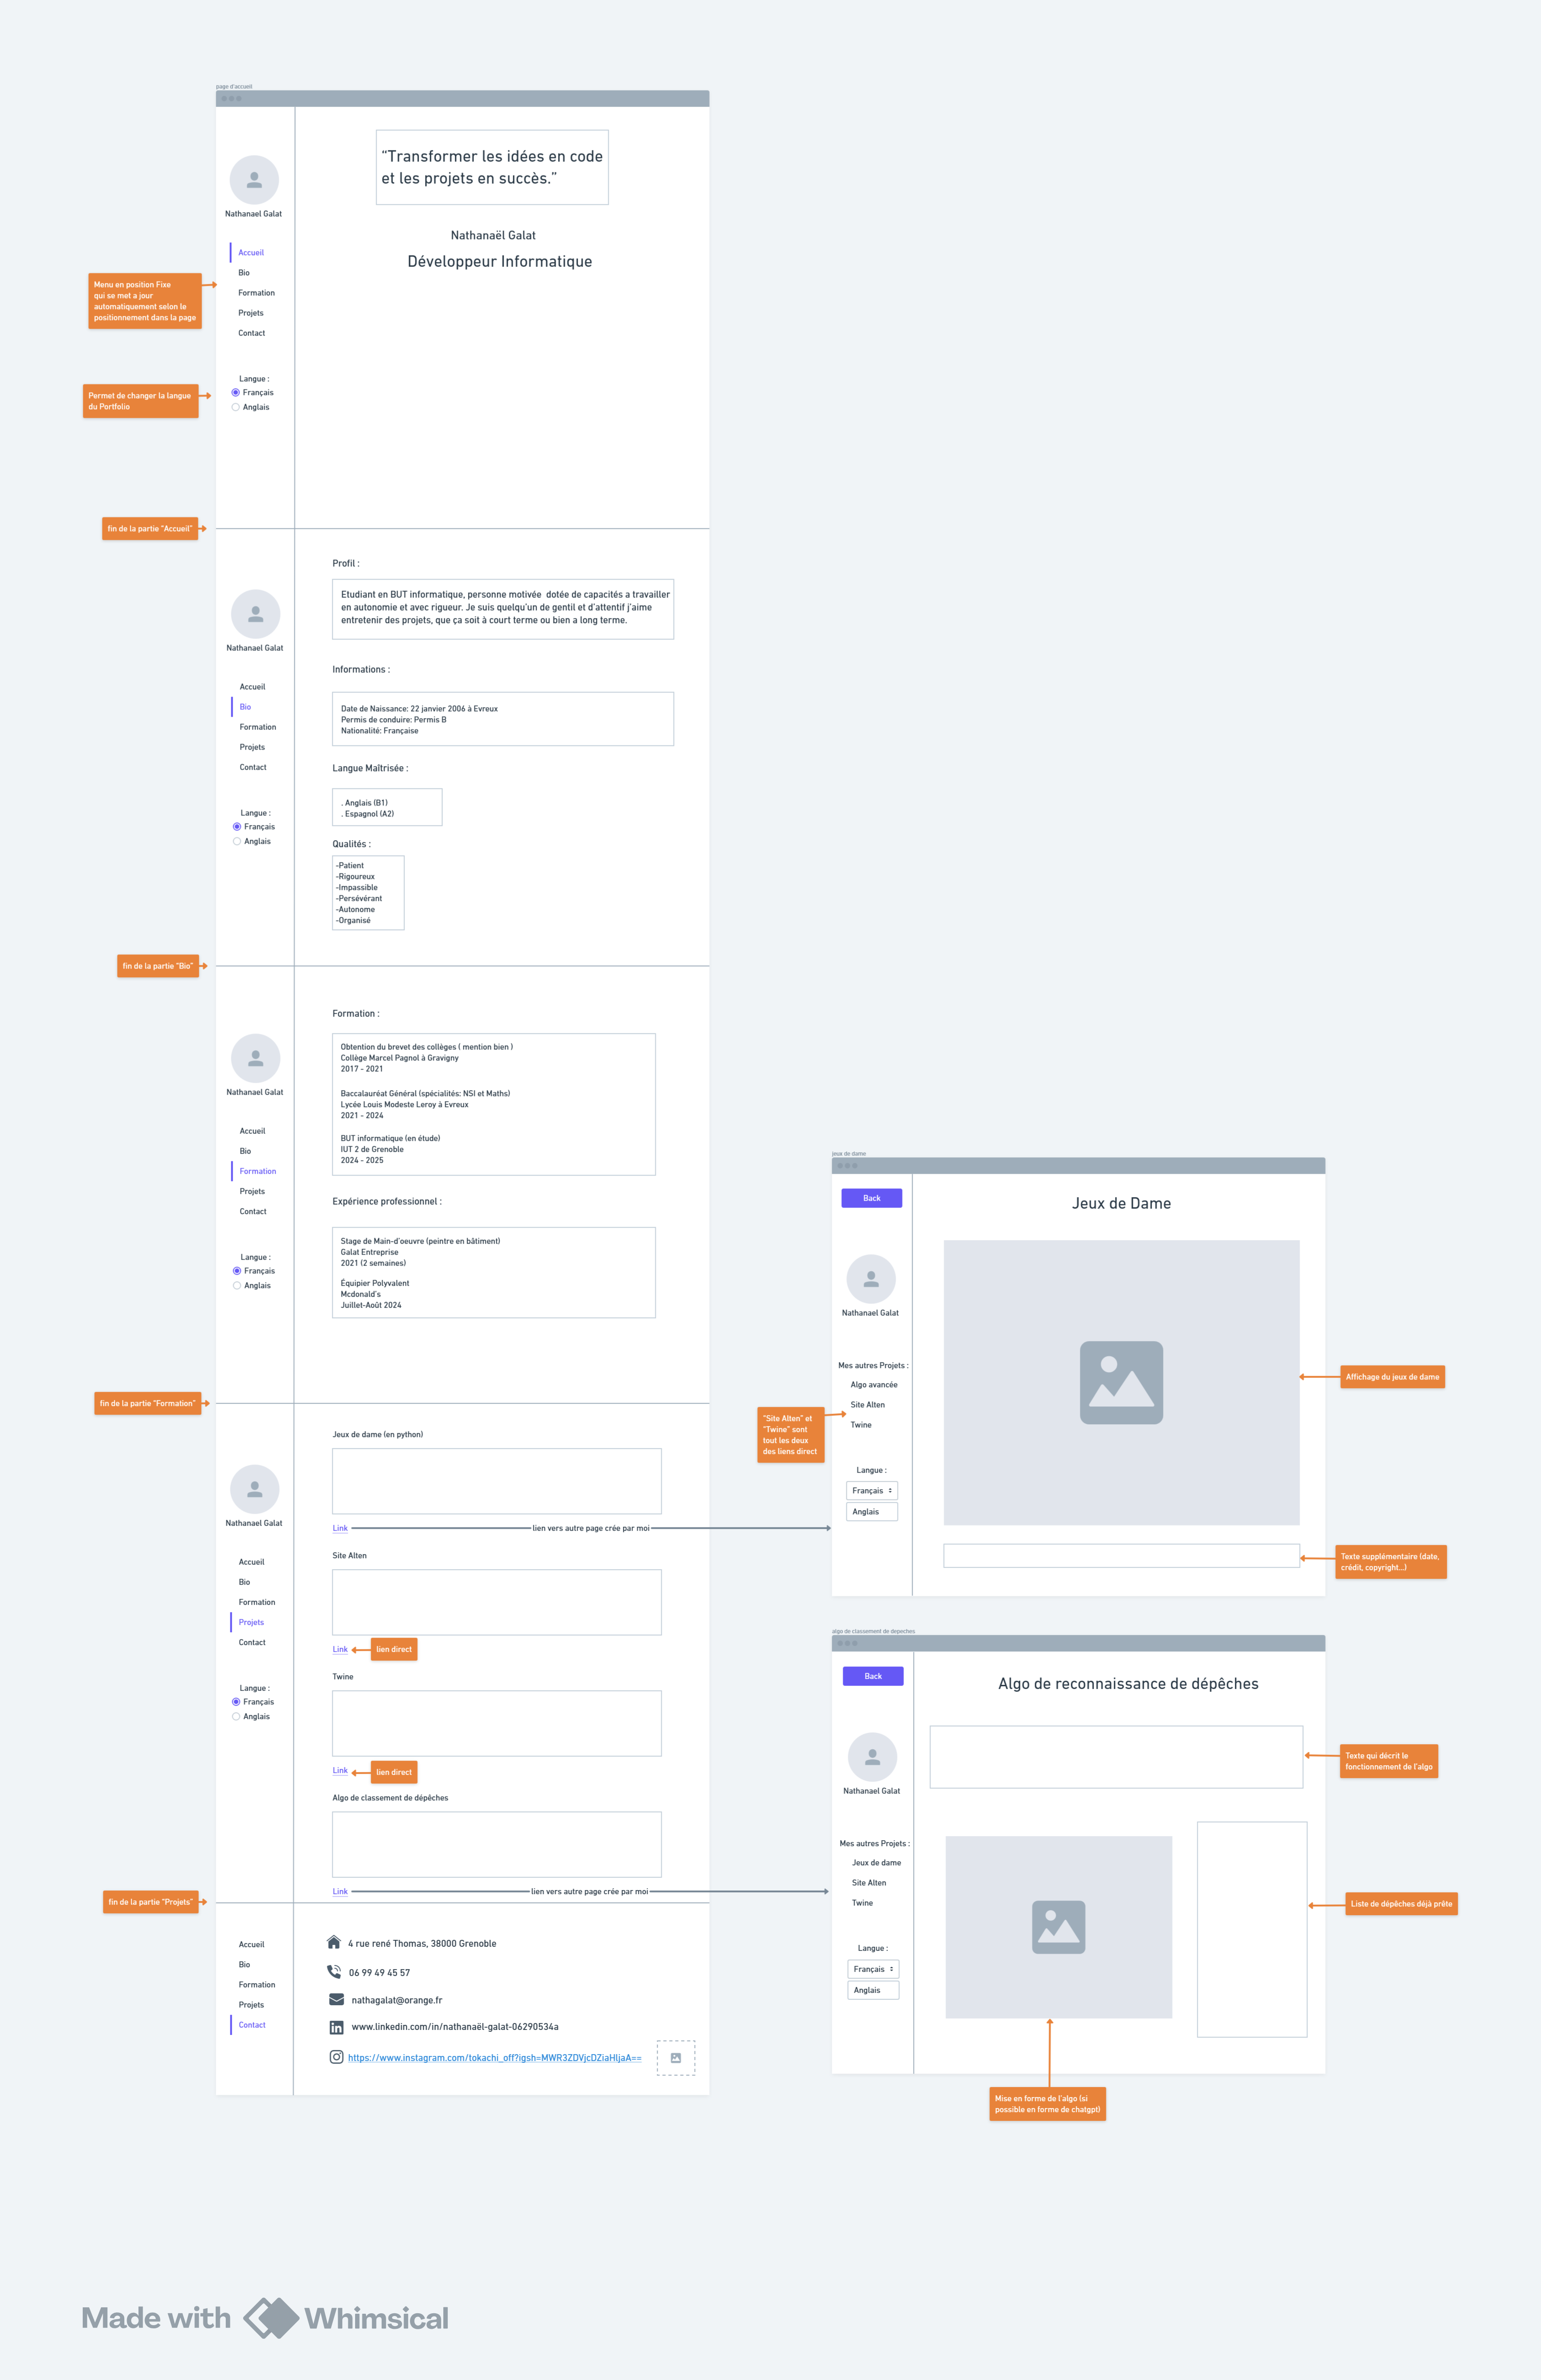 page d'accueil
“Transformer les idées en code
et les projets en succès.”
Nathanael Galat
Nathanaël Galat
Développeur Informatique
Accueil
Bio
Formation
Projets
Contact
Menu en position Fixe
qui se met a jour
automatiquement selon le
positionnement dans la page
Langue :
Français
Anglais
Permet de changer la langue
du Portfolio
fin de la partie "Accueil"
Profil :
Etudiant en BUT informatique, personne motivée dotée de capacités a travailler
en autonomie et avec rigueur. Je suis quelqu'un de gentil et d'attentif j'aime
entretenir des projets, que ça soit à court terme ou bien a long terme.
Nathanael Galat
Informations :
Date de Naissance: 22 janvier 2006 à Evreux
Permis de conduire: Permis B
Nationalité: Française
Accueil
Bio
Formation
Projets
Contact
Langue Maîtrisée :
. Anglais (B1)
. Espagnol (A2)
Langue :
Français
Anglais
Qualités :
-Patient
-Rigoureux
-Impassible
-Persévérant
-Autonome
-Organisé
fin de la partie "Bio"
Formation :
Obtention du brevet des collèges ( mention bien )
Collège Marcel Pagnol à Gravigny
2017 - 2021
Baccalauréat Général (spécialités: NSI et Maths)
Lycée Louis Modeste Leroy à Evreux
2021 - 2024
BUT informatique (en étude)
IUT 2 de Grenoble
2024 - 2025
Nathanael Galat
Accueil
Bio
Formation
Projets
Contact
Expérience professionnel :
Stage de Main-d'oeuvre (peintre en bâtiment)
Galat Entreprise
2021 (2 semaines)
Équipier Polyvalent
Mcdonald's
Juillet-Août 2024
Langue :
Français
Anglais
fin de la partie "Formation"
Jeux de dame (en python)
Link
lien vers autre page crée par moi
Nathanael Galat
Site Alten
Link
lien direct
Accueil
Bio
Formation
Projets
Contact
Twine
Link
lien direct
Langue :
Français
Anglais
Algo de classement de dépêches
Link
lien vers autre page crée par moi
fin de la partie "Projets"
Accueil
Bio
Formation
Projets
Contact
4 rue rené Thomas, 38000 Grenoble
06 99 49 45 57
nathagalat@orange.fr
www.linkedin.com/in/nathanaël-galat-06290534a
https://www.instagram.com/tokachi_off?igsh=MWR3ZDVjcDZiaHljaA==
jeux de dame
Back
Jeux de Dame
Nathanael Galat
Affichage du jeux de dame
Mes autres Projets :
Algo avancée
Site Alten
Twine
"Site Alten" et
"Twine" sont
tout les deux
des liens direct
Langue :
Français
Anglais
Texte supplémentaire (date,
crédit, copyright...)
algo de classement de depeches
Back
Algo de reconnaissance de dépêches
Texte qui décrit le
fonctionnement de l'algo
Nathanael Galat
Mes autres Projets :
Jeux de dame
Site Alten
Twine
Liste de dépêches déjà prête
Langue :
Français
Anglais
Mise en forme de l'algo (si
possible en forme de chatgpt)
Made with Whimsical